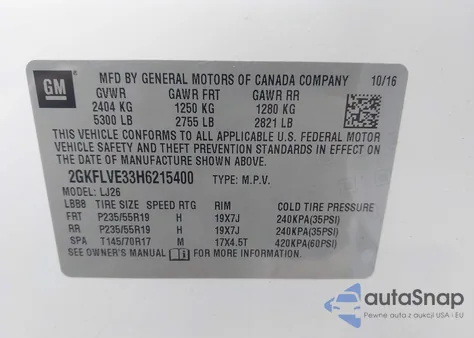 GM
MFD BY GENERAL MOTORS OF CANADA COMPANY 10/16
GVWR GAWR FRT GAWR RR
2404 KG 1250 KG 1280 KG
5300 LB 2755 LB 2821 LB
THIS VEHICLE CONFORMS TO ALL APPLICABLE U.S. FEDERAL MOTOR
VEHICLE SAFETY AND THEFT PREVENTION STANDARDS IN EFFECT ON
THE DATE OF MANUFACTURE SHOWN ABOVE.
2GKFLVE33H6215400 TYPE: M.P.V.
MODEL: LJ26
LBB8 TIRE SIZE SPEED RTG RIM COLD TIRE PRESSURE
FRT P235/55R19 H 19X7J 240KPA(35PSI)
RR P235/55R19 H 19X7J 240KPA(35PSI)
SPA T145/70R17 M 17X4.5T 420KPA(60PSI)
SEE OWNER'S MANUAL FOR MORE INFORMATION
autoSnap
Pewne auta z dojazdem • USA - EU